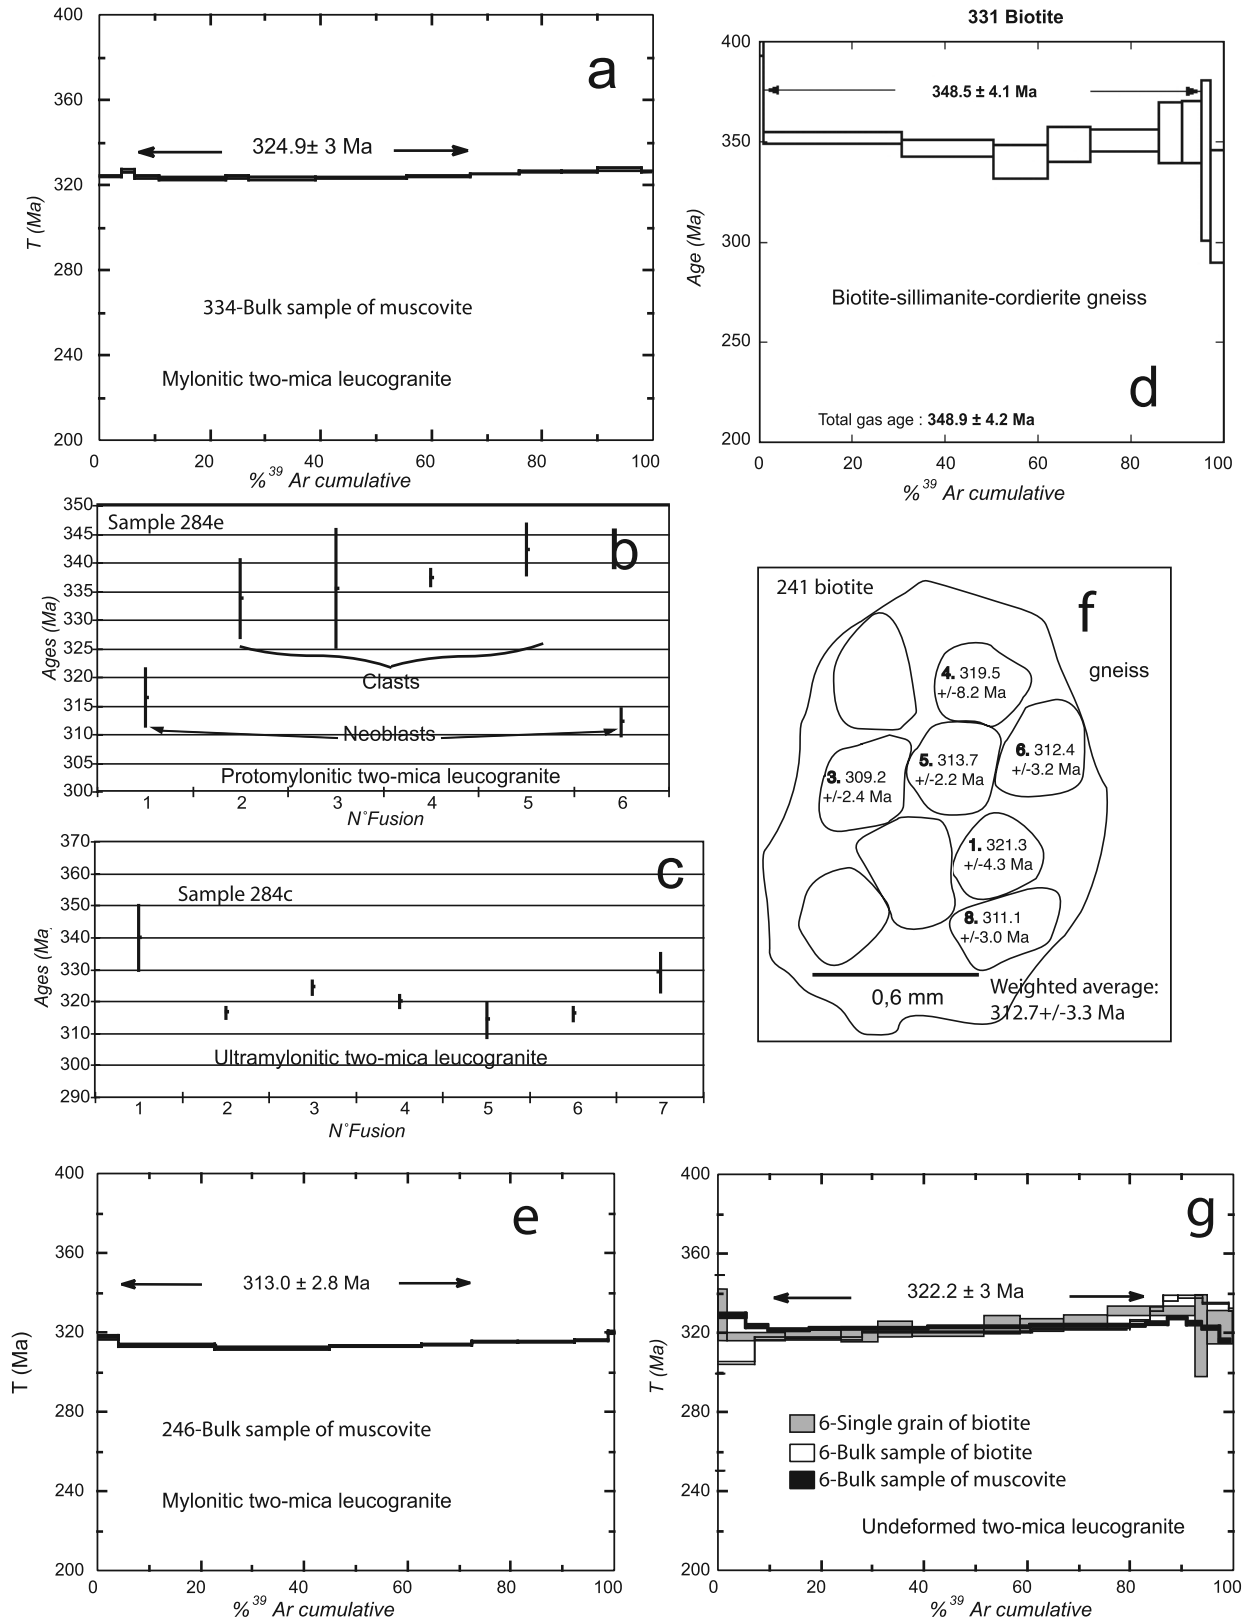 400
360
320
280
240
200
T (Ma)
a
324.9± 3 Ma
334-Bulk sample of muscovite
Mylonitic two-mica leucogranite
0 20 40 60 80 100
% 39 Ar cumulative
331 Biotite
400
350
300
250
200
Age (Ma)
348.5 ± 4.1 Ma
Biotite-sillimanite-cordierite gneiss
d
Total gas age : 348.9 ± 4.2 Ma
0 20 40 60 80 100
% 39 Ar cumulative
350
345
340
335
330
325
320
315
310
305
300
Ages (Ma)
Sample 284e
b
Clasts
Neoblasts
Protomylonitic two-mica leucogranite
1 2 3 4 5 6
N°Fusion
370
360
350
340
330
320
310
300
290
Ages (Ma
Sample 284c
c
Ultramylonitic two-mica leucogranite
1 2 3 4 5 6 7
N°Fusion
241 biotite
f
gneiss
4. 319.5
+/-8.2 Ma
5. 313.7
+/-2.2 Ma
6. 312.4
+/-3.2 Ma
3. 309.2
+/-2.4 Ma
1. 321.3
+/-4.3 Ma
8. 311.1
+/-3.0 Ma
0,6 mm
Weighted average:
312.7+/-3.3 Ma
400
360
320
280
240
200
T (Ma)
e
313.0 ± 2.8 Ma
246-Bulk sample of muscovite
Mylonitic two-mica leucogranite
0 20 40 60 80 100
% 39 Ar cumulative
400
360
320
280
240
200
T (Ma)
g
322.2 ± 3 Ma
6-Single grain of biotite
6-Bulk sample of biotite
6-Bulk sample of muscovite
Undeformed two-mica leucogranite
0 20 40 60 80 100
% 39 Ar cumulative